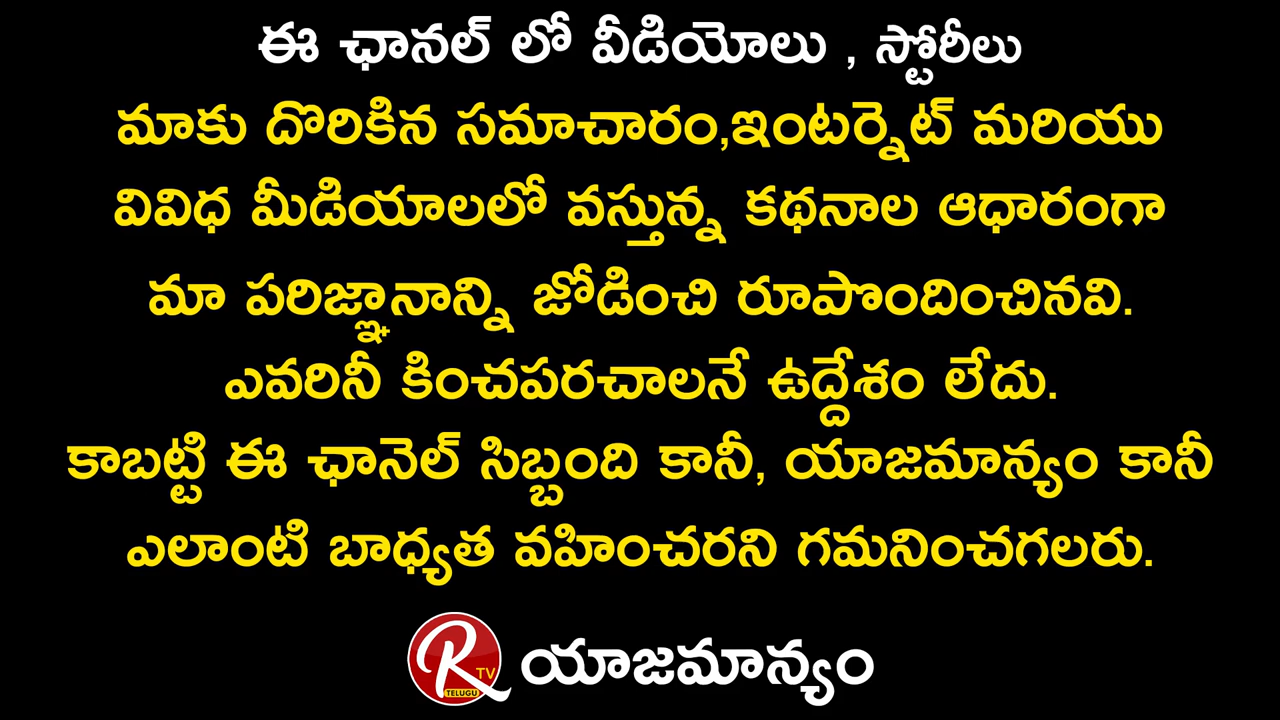 ఈ ఛానల్ లో వీడియోలు , స్టోరీలు
మాకు దొరికిన సమాచారం,ఇంటర్నెట్ మరియు
వివిధ మీడియాలలో వస్తున్న కథనాల ఆధారంగా
మా పరిజ్ఞానాన్ని జోడించి రూపొందించినవి.
ఎవరినీ కించపరచాలనే ఉద్దేశం లేదు.
కాబట్టి ఈ ఛానెల్ సిబ్బంది కానీ, యాజమాన్యం కానీ
ఎలాంటి బాధ్యత వహించరని గమనించగలరు.
R TV TELUGU యాజమాన్యం